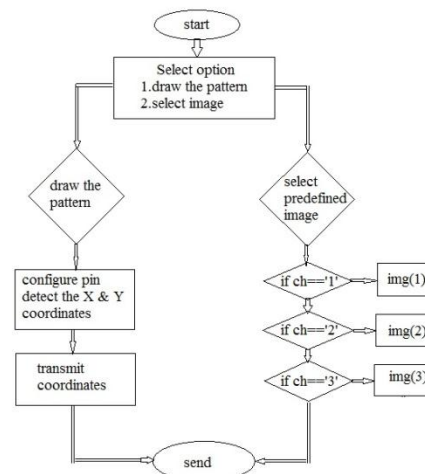 start
Select option
1.draw the pattern
2.select image
draw the
pattern
select
predefined
image
configure pin
detect the X & Y
coordinates
transmit
coordinates
if ch=='1'
img(1)
if ch=='2'
img(2)
if ch=='3'
img(3)
send